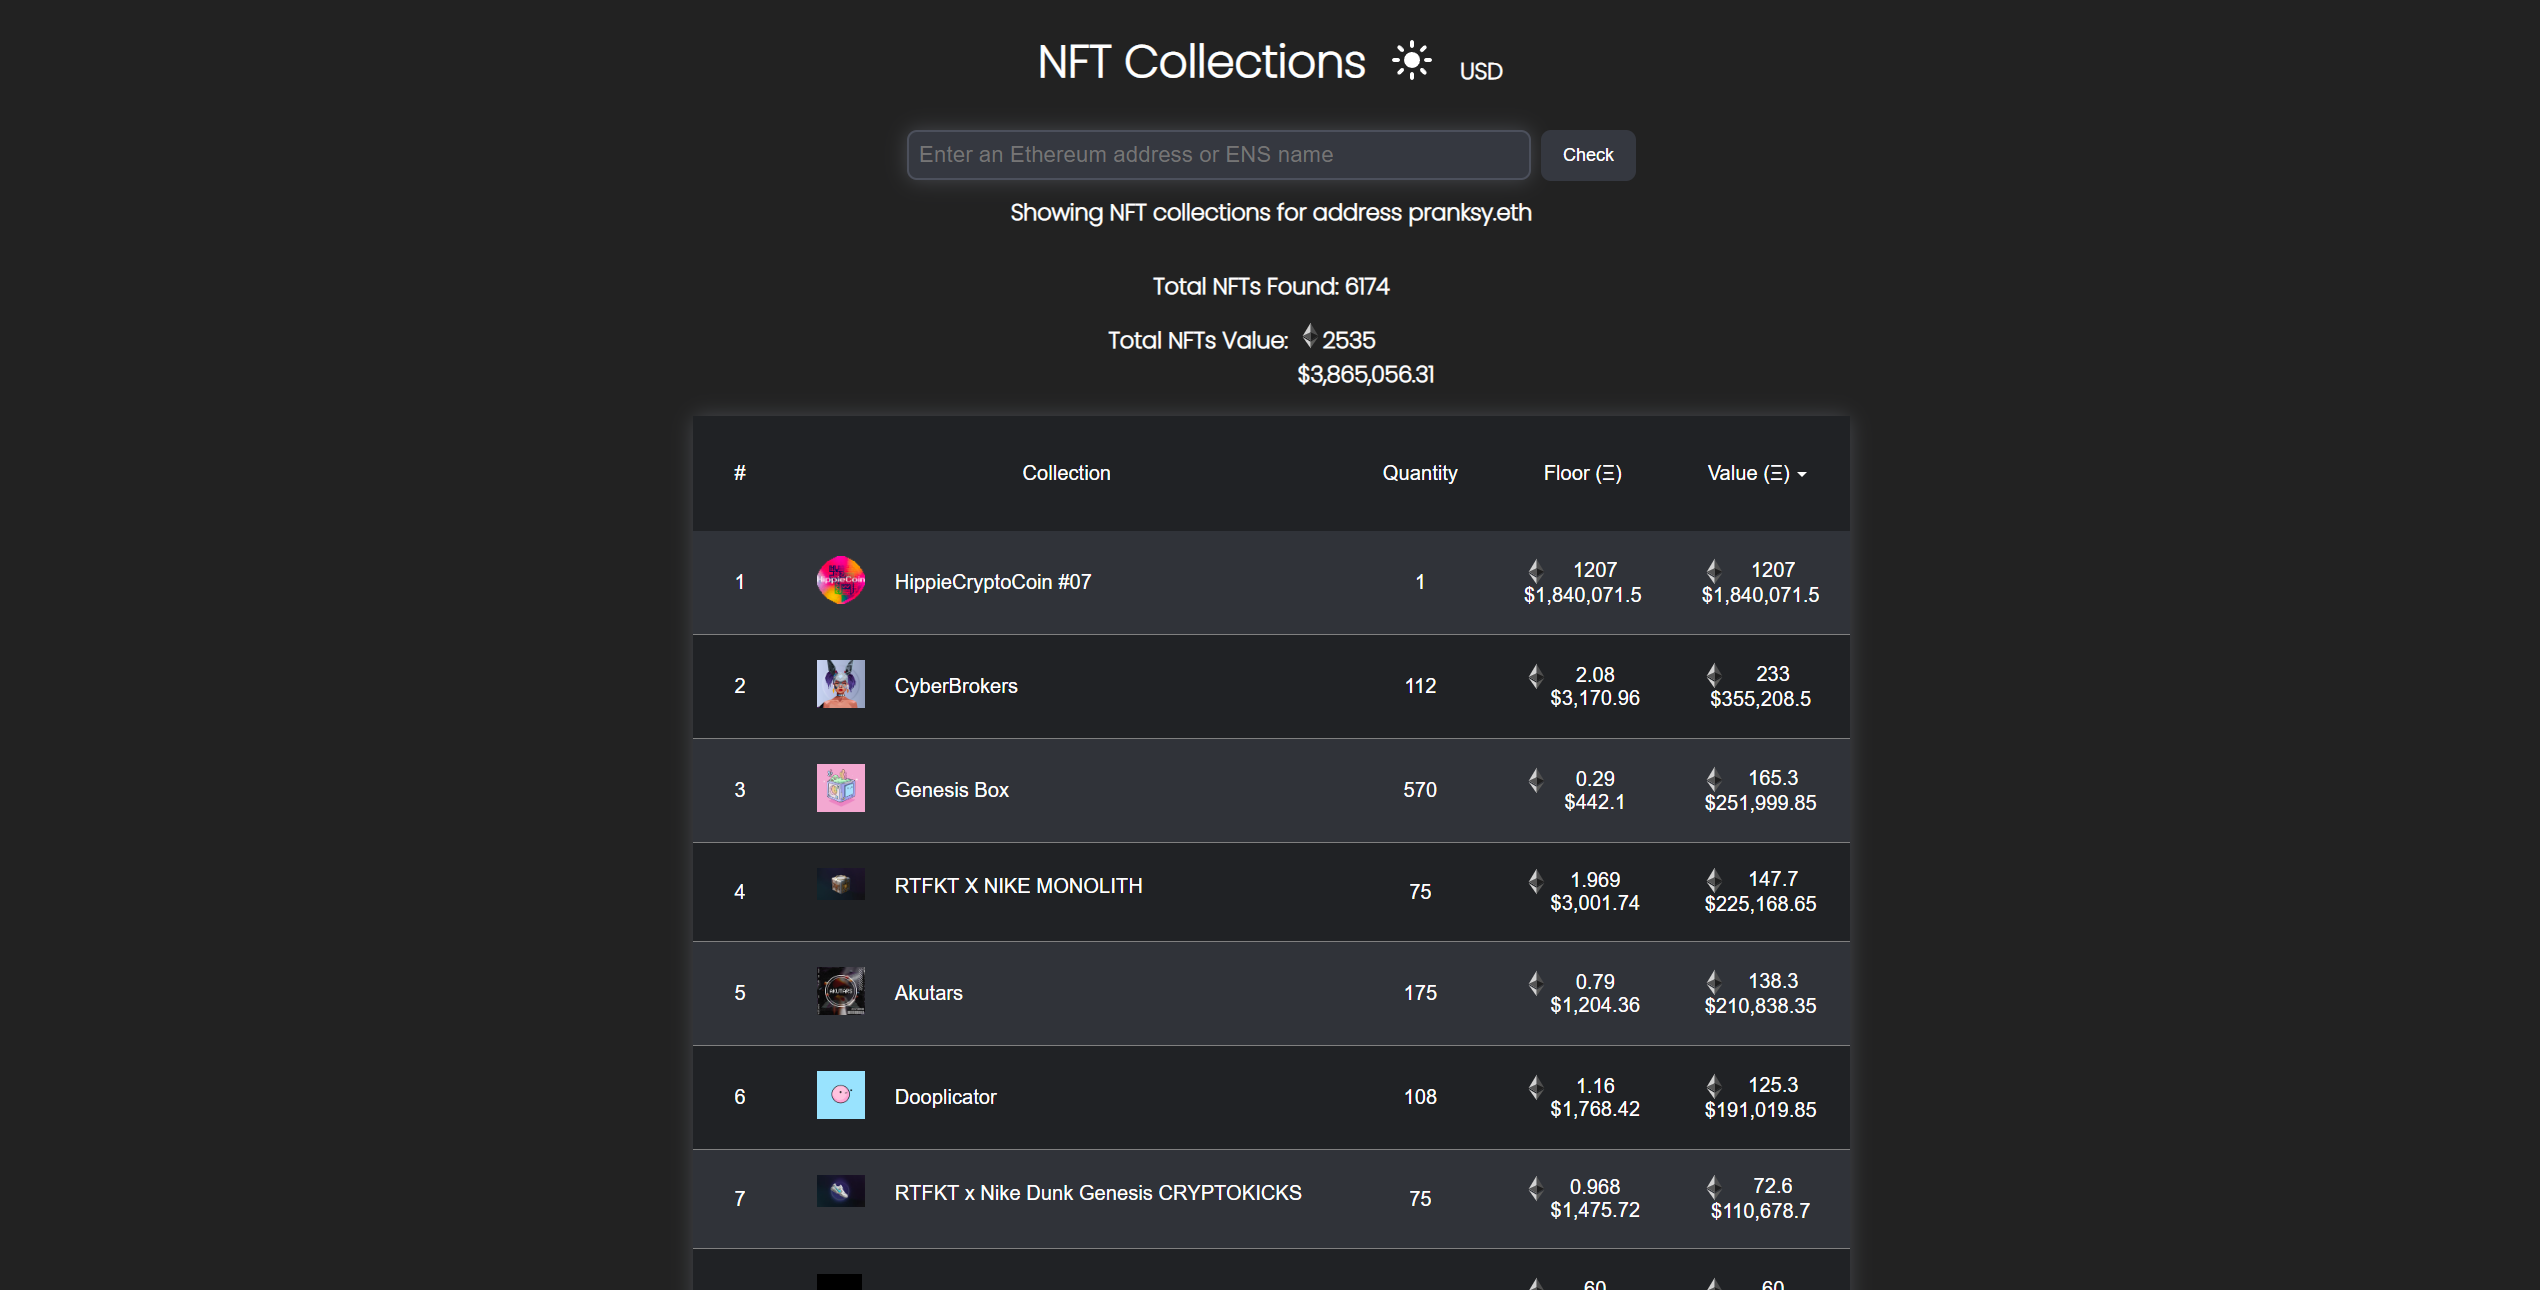 NFT Collections USD
Enter an Ethereum address or ENS name Check
Showing NFT collections for address pranksy.eth
Total NFTs Found: 6174
Total NFTs Value: 2535
$3,865,056.31
# Collection Quantity Floor (Ξ) Value (Ξ)
1 HippieCoin HippieCryptoCoin #07 1 1207 1207
$1,840,071.5 $1,840,071.5
2 CyberBrokers 112 2.08 233
$3,170.96 $355,208.5
3 Genesis Box 570 0.29 165.3
$442.1 $251,999.85
4 RTFKT X NIKE MONOLITH 75 1.969 147.7
$3,001.74 $225,168.65
5 AKUTARS Akutars 175 0.79 138.3
$1,204.36 $210,838.35
6 Dooplicator 108 1.16 125.3
$1,768.42 $191,019.85
7 RTFKT x Nike Dunk Genesis CRYPTOKICKS 75 0.968 72.6
$1,475.72 $110,678.7
60 60